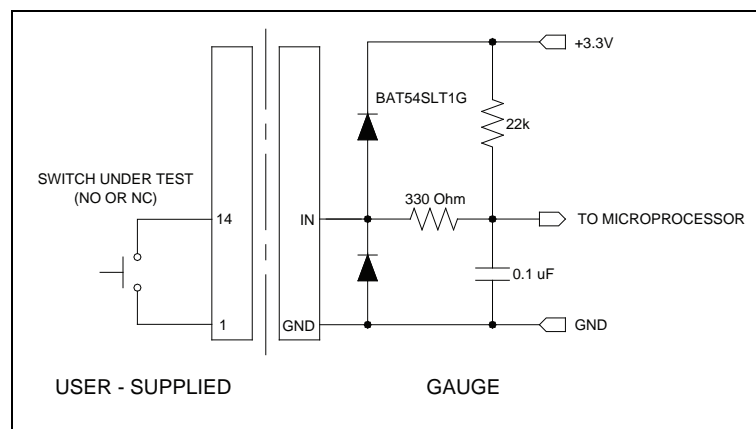 +3.3V
BAT54SLT1G
22k
SWITCH UNDER TEST
(NO OR NC)
330 Ohm
14
IN
TO MICROPROCESSOR
0.1 uF
1
GND
GND
USER - SUPPLIED
GAUGE